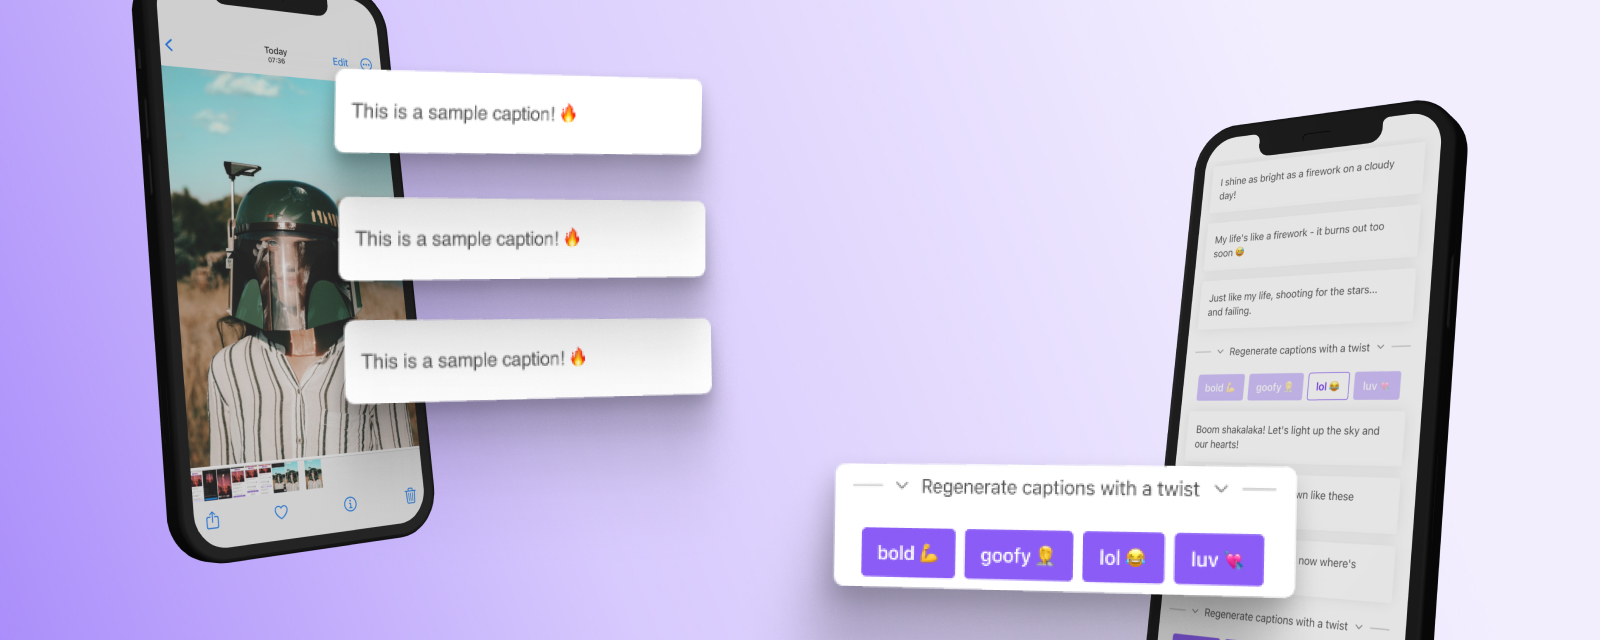 Today
07:36
Edit
This is a sample caption! 🔥
This is a sample caption! 🔥
This is a sample caption! 🔥
I shine as bright as a firework on a cloudy
day!
My life's like a firework - it burns out too
soon 😅
Just like my life, shooting for the stars...
and failing.
Regenerate captions with a twist
bold 💪
goofy 🤦
lol 😂
luv 💘
Boom shakalaka! Let's light up the sky and
our hearts!
wn like these
now where's
Regenerate captions with a twist
Regenerate captions with a twist
bold 💪
goofy 🤦
lol 😂
luv 💘